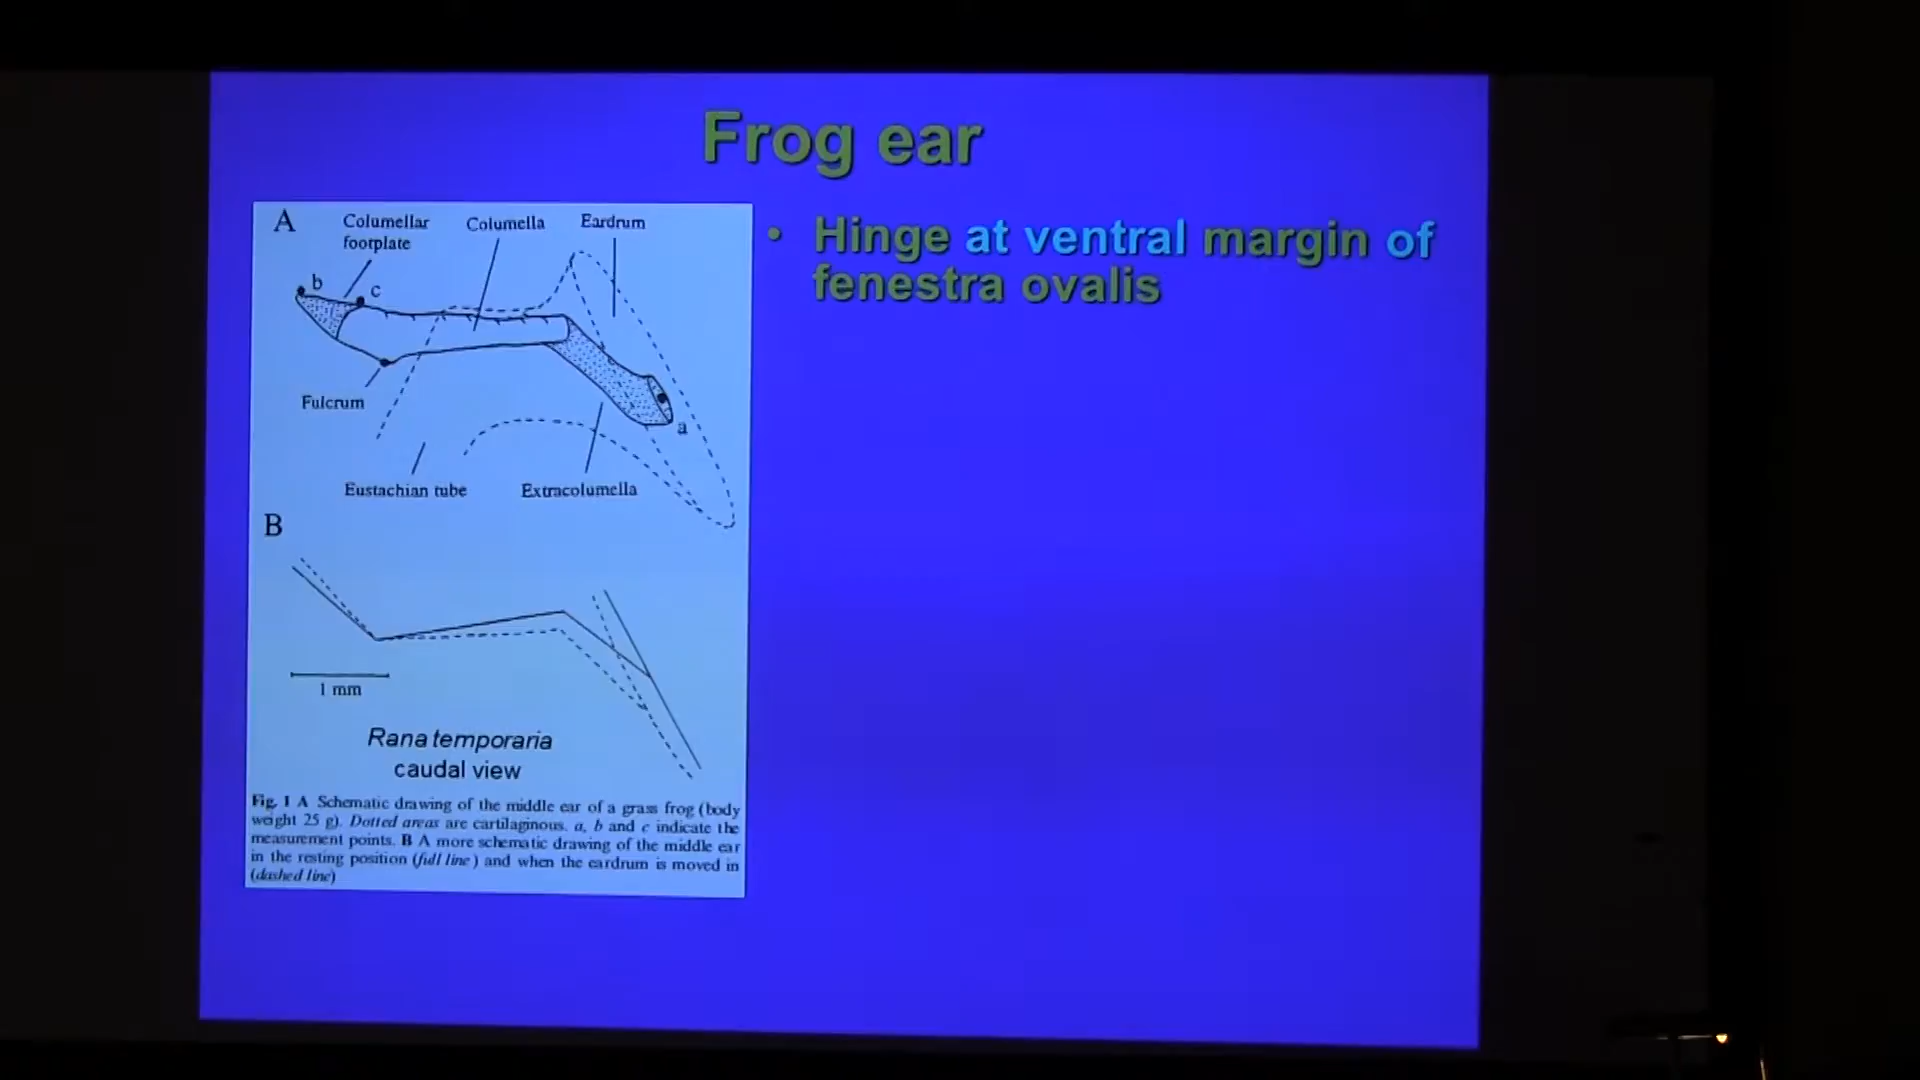 Frog ear
A
Columellar
footplate
Columella
Eardrum
b
c
Fulcrum
a
Eustachian tube
Extracolumella
B
1 mm
Rana temporaria
caudal view
Fig. 1 A Schematic drawing of the middle ear of a grass frog (body
weight 25 g). Dotted areas are cartilaginous. a, b and c indicate the
measurement points. B A more schematic drawing of the middle ear
in the resting position (full line) and when the eardrum is moved in
(dashed line)
• Hinge at ventral margin of
fenestra ovalis